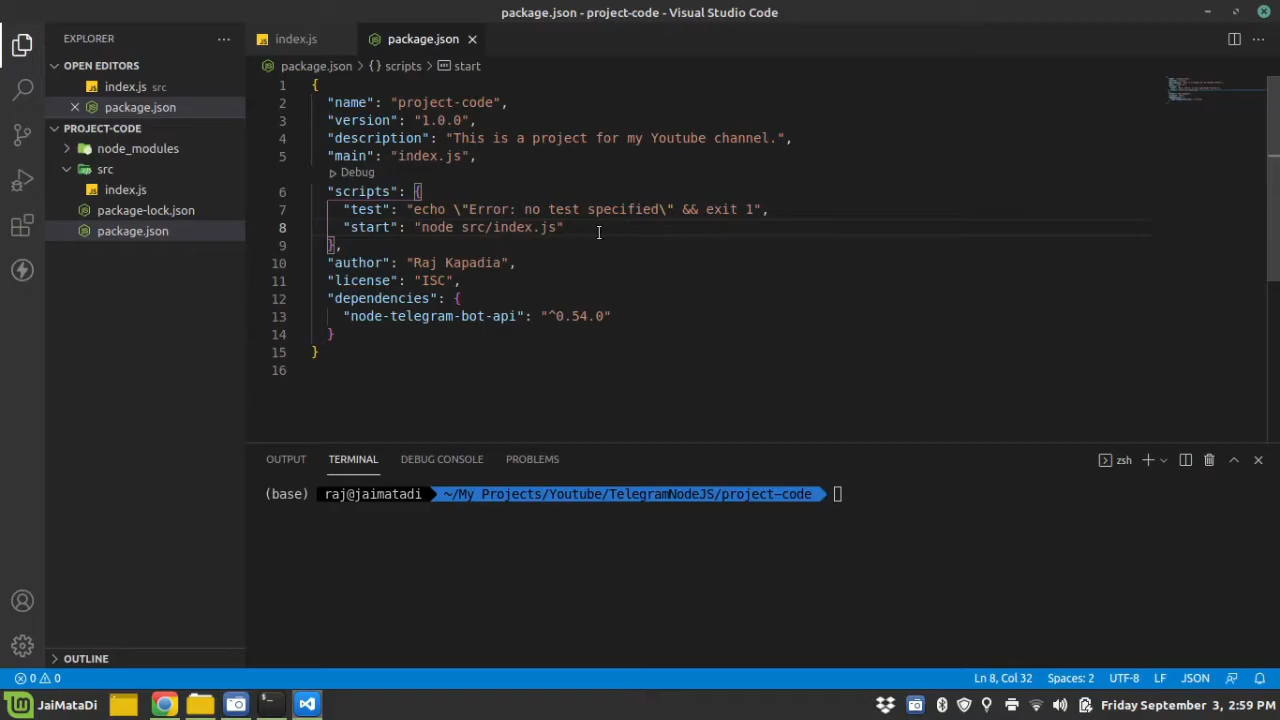 package.json - project-code - Visual Studio Code
EXPLORER
OPEN EDITORS
index.js src
package.json
PROJECT-CODE
node_modules
src
index.js
package-lock.json
package.json
OUTLINE
index.js
package.json
package.json > {} scripts > start
1 {
2 "name": "project-code",
3 "version": "1.0.0",
4 "description": "This is a project for my Youtube channel.",
5 "main": "index.js",
Debug
6 "scripts": {
7 "test": "echo \"Error: no test specified\" && exit 1",
8 "start": "node src/index.js"
9 },
10 "author": "Raj Kapadia",
11 "license": "ISC",
12 "dependencies": {
13 "node-telegram-bot-api": "^0.54.0"
14 }
15 }
16
OUTPUT TERMINAL DEBUG CONSOLE PROBLEMS
zsh
(base) raj@jaimatadi ~/My Projects/Youtube/TelegramNodeJS/project-code
0 0
Ln 8, Col 32 Spaces: 2 UTF-8 LF JSON
JaiMataDi
Friday September 3, 2:59 PM